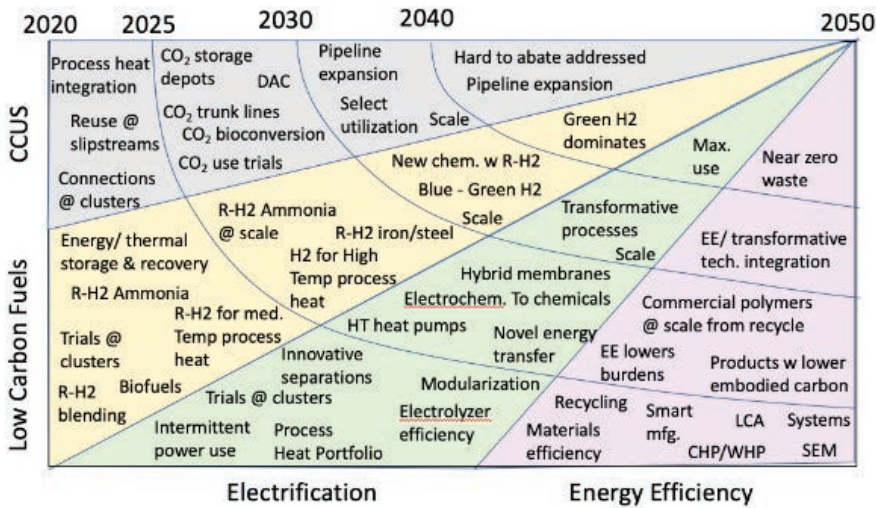 2020
2025
2030
2040
2050
CCUS
Process heat
integration
Reuse @
slipstreams
Connections
@ clusters
CO₂ storage
depots
DAC
CO₂ trunk lines
CO₂ bioconversion
CO₂ use trials
Pipeline
expansion
Select
utilization
Scale
Hard to abate addressed
Pipeline expansion
Low Carbon Fuels
Energy/ thermal
storage & recovery
R-H2 Ammonia
Trials @
clusters
R-H2
blending
Biofuels
R-H2 for med.
Temp process
heat
R-H2 Ammonia
@ scale
R-H2 iron/steel
H2 for High
Temp process
heat
New chem. w R-H2
Blue - Green H2
Scale
Green H2
dominates
Intermittent
power use
Trials @ clusters
Innovative
separations
Process
Heat Portfolio
Modularization
Electrolyzer
efficiency
HT heat pumps
Novel energy
transfer
Hybrid membranes
Electrochem. To chemicals
Transformative
processes
Scale
Max.
use
Near zero
waste
EE/ transformative
tech. integration
Commercial polymers
@ scale from recycle
EE lowers
burdens
Products w lower
embodied carbon
Recycling
Materials
efficiency
Smart
mfg.
LCA
Systems
CHP/WHP
SEM
Electrification
Energy Efficiency